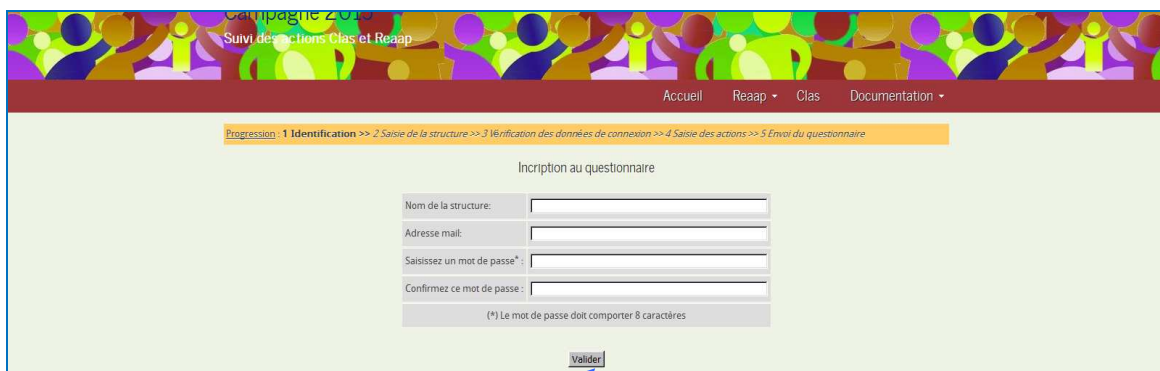 Campagne 2015
Suivi des actions Clas et Reaap
Accueil Reaap Clas Documentation
Progression : 1 Identification >> 2 Saisie de la structure >> 3 Vérification des données de connexion >> 4 Saisie des actions >> 5 Envoi du questionnaire
Incription au questionnaire
Nom de la structure:
Adresse mail:
Saisissez un mot de passe* :
Confirmez ce mot de passe :
(*) Le mot de passe doit comporter 8 caractères
Valider